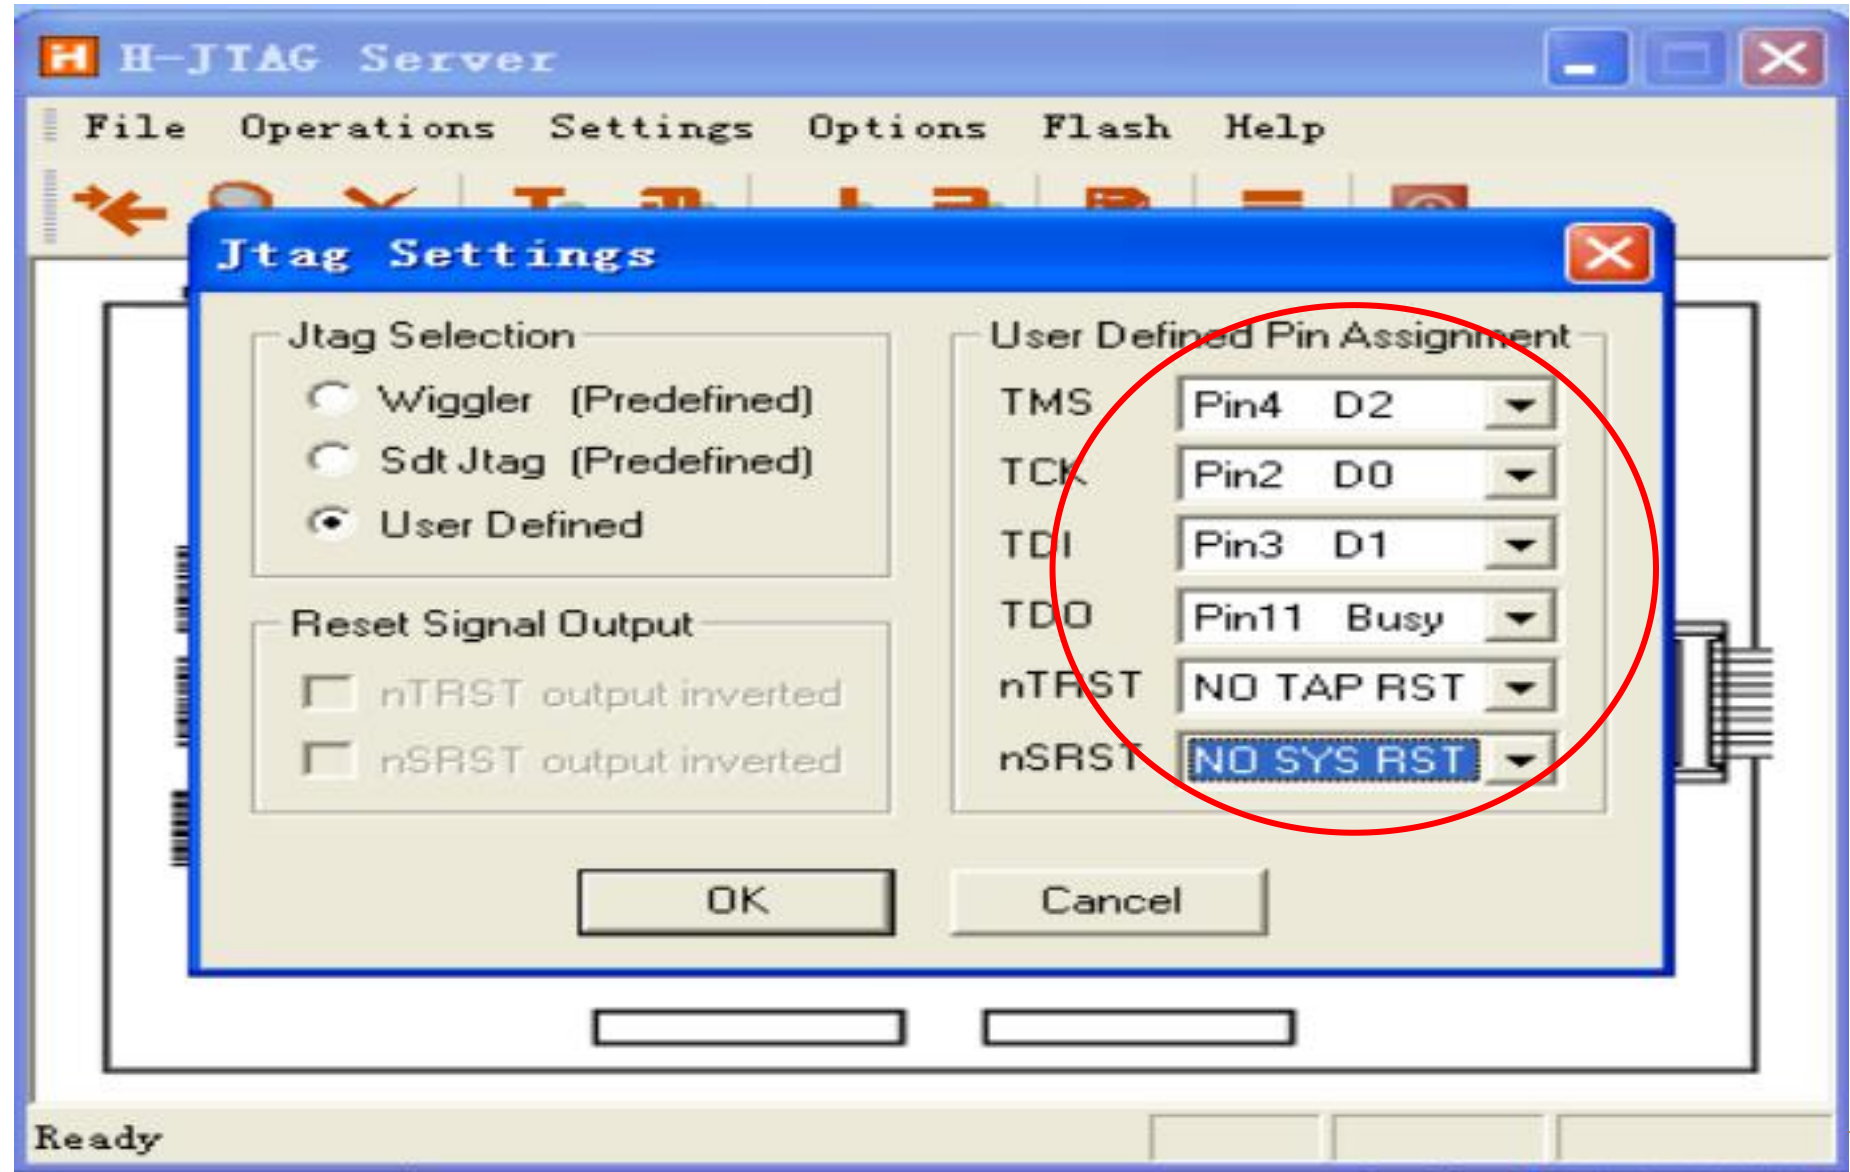 H-JTAG Server
File Operations Settings Options Flash Help
Jtag Settings
Jtag Selection
Wiggler (Predefined)
Sdt Jtag (Predefined)
User Defined
Reset Signal Output
nTRST output inverted
nSRST output inverted
User Defined Pin Assignment
TMS Pin4 D2
TCK Pin2 D0
TDI Pin3 D1
TDO Pin11 Busy
nTRST NO TAP RST
nSRST NO SYS RST
OK Cancel
Ready